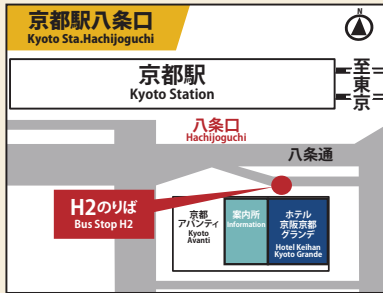 京都駅八条口
Kyoto Sta.Hachijoguchi
N
京都駅
Kyoto Station
至東京
八条口
Hachijoguchi
八条通
H2のりば
Bus Stop H2
京都
アバンティ
Kyoto
Avanti
案内所
Information
ホテル
京阪京都
グランデ
Hotel Keihan
Kyoto Grande